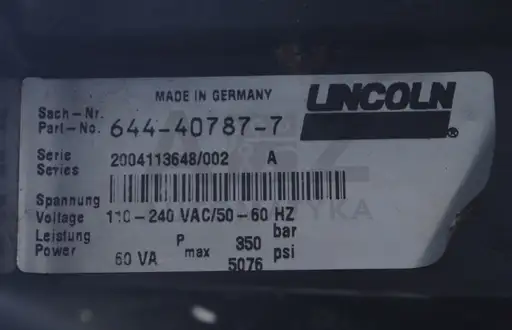 MADE IN GERMANY
LINCOLN
®
Sach-Nr.
Part-No. 644-40787-7
Serie
Series 2004113648/002 A
Spannung
Voltage 110-240 VAC/50-60 HZ
Leistung P 350 bar
Power 60 VA max 5076 psi